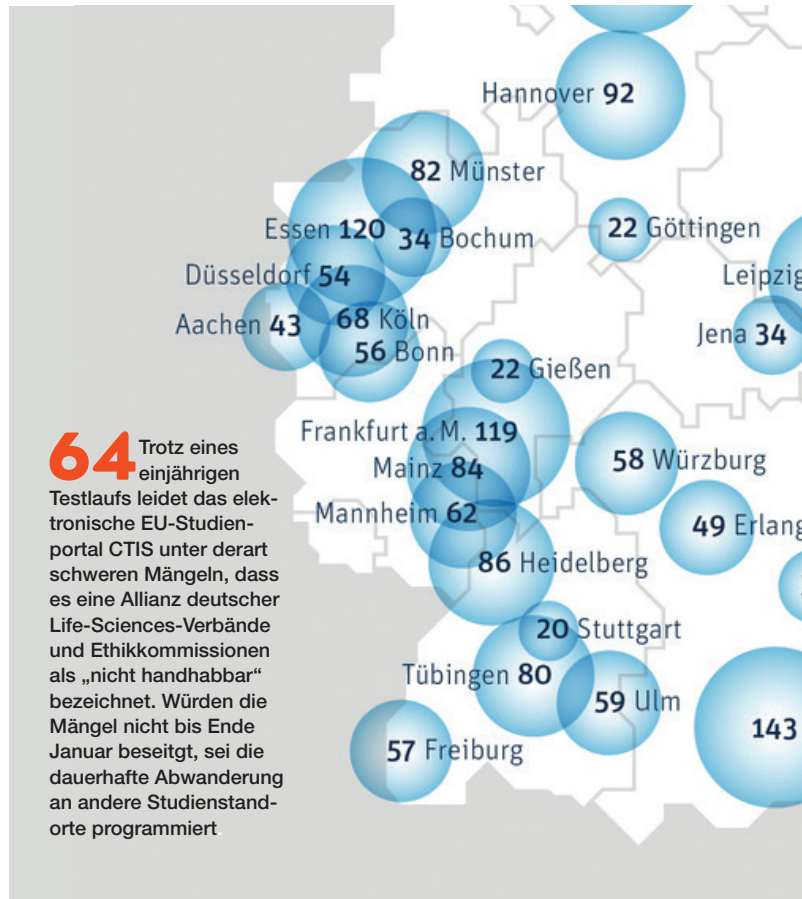 Hannover 92
82 Münster
Essen 120
34 Bochum
22 Göttingen
Düsseldorf 54
Leipzig
Aachen 43
68 Köln
Jena 34
56 Bonn
22 Gießen
Frankfurt a. M. 119
Mainz 84
58 Würzburg
Mannheim 62
49 Erlang
86 Heidelberg
20 Stuttgart
Tübingen 80
59 Ulm
143
57 Freiburg
64 Trotz eines
einjährigen
Testlaufs leidet das elek-
tronische EU-Studien-
portal CTIS unter derart
schweren Mängeln, dass
es eine Allianz deutscher
Life-Sciences-Verbände
und Ethikkommissionen
als „nicht handhabbar“
bezeichnet. Würden die
Mängel nicht bis Ende
Januar beseitgt, sei die
dauerhafte Abwanderung
an andere Studienstand-
orte programmiert.